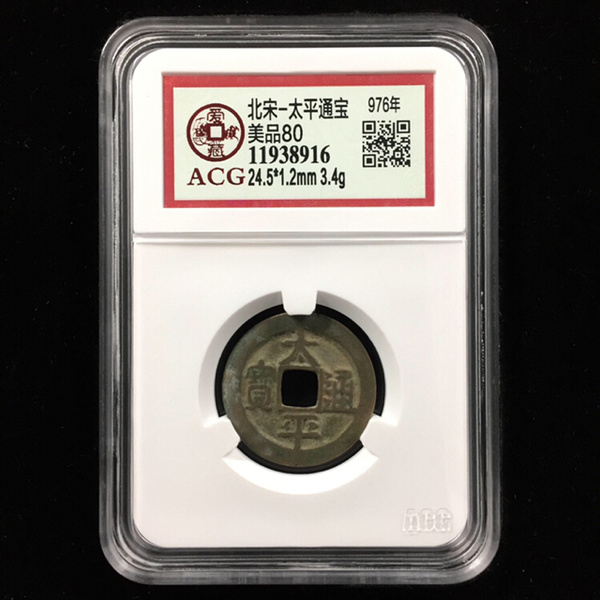 北宋-太平通宝
976年
美品80
11938916
ACG
24.5*1.2mm 3.4g
太
寶 通
平